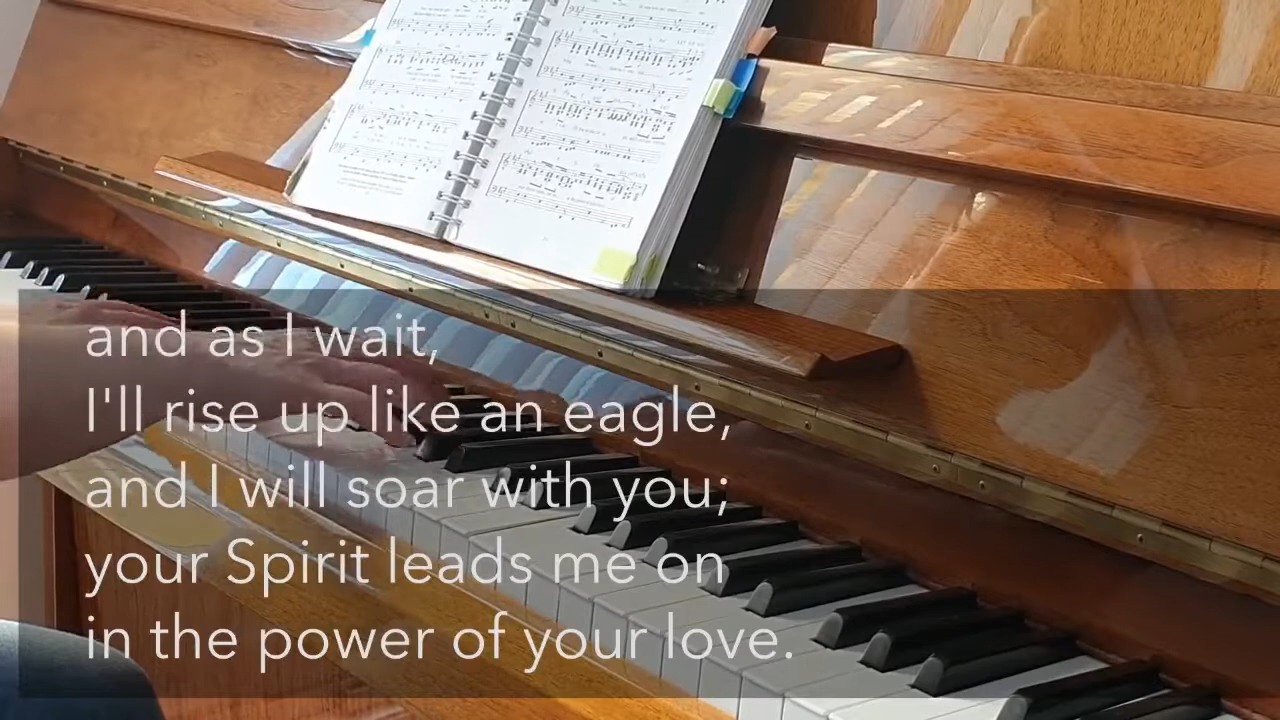 and as I wait,
I'll rise up like an eagle,
and I will soar with you;
your Spirit leads me on
in the power of your love.